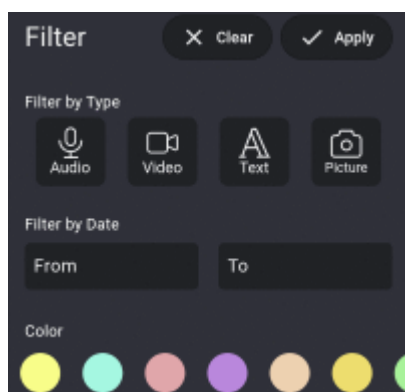 Filter Clear Apply
Filter by Type
Audio Video Text Picture
Filter by Date
From To
Color